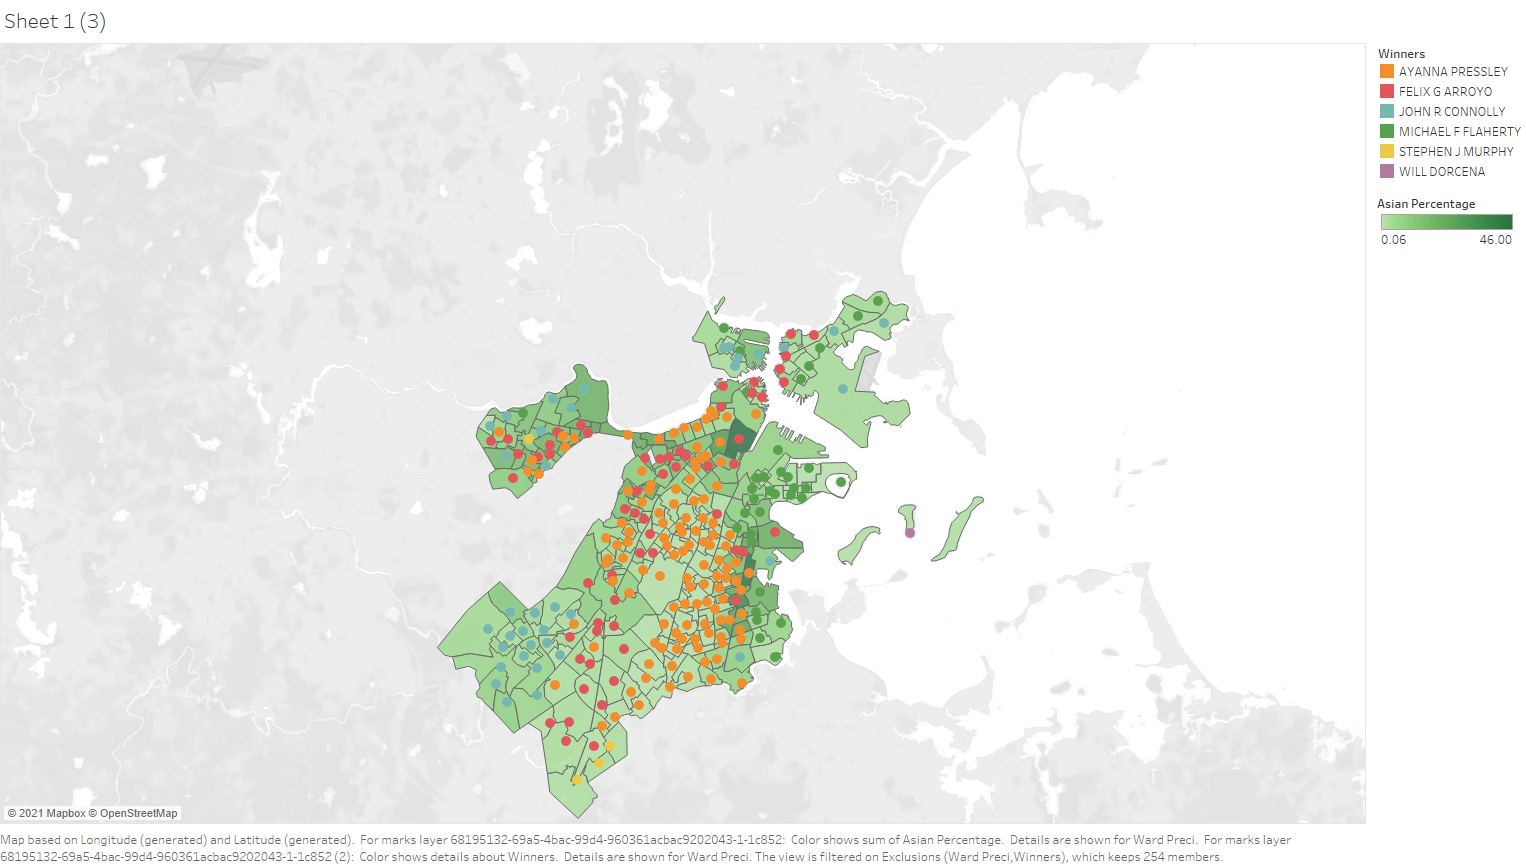 Sheet 1 (3)
Winners
AYANNA PRESSLEY
FELIX G ARROYO
JOHN R CONNOLLY
MICHAEL F FLAHERTY
STEPHEN J MURPHY
WILL DORCENA
Asian Percentage
0.06 46.00
© 2021 Mapbox © OpenStreetMap
Map based on Longitude (generated) and Latitude (generated). For marks layer 68195132-69a5-4bac-99d4-960361acbac9202043-1-1c852: Color shows sum of Asian Percentage. Details are shown for Ward Preci. For marks layer
68195132-69a5-4bac-99d4-960361acbac9202043-1-1c852 (2): Color shows details about Winners. Details are shown for Ward Preci. The view is filtered on Exclusions (Ward Preci,Winners), which keeps 254 members.